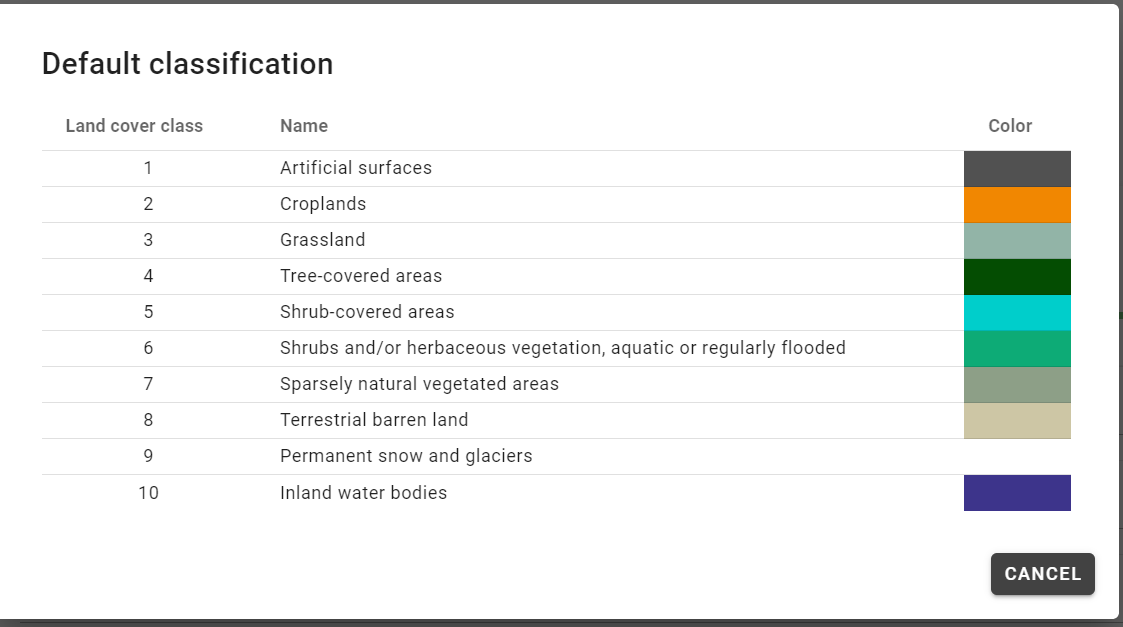 Default classification
Land cover class Name Color
1 Artificial surfaces
2 Croplands
3 Grassland
4 Tree-covered areas
5 Shrub-covered areas
6 Shrubs and/or herbaceous vegetation, aquatic or regularly flooded
7 Sparsely natural vegetated areas
8 Terrestrial barren land
9 Permanent snow and glaciers
10 Inland water bodies
CANCEL